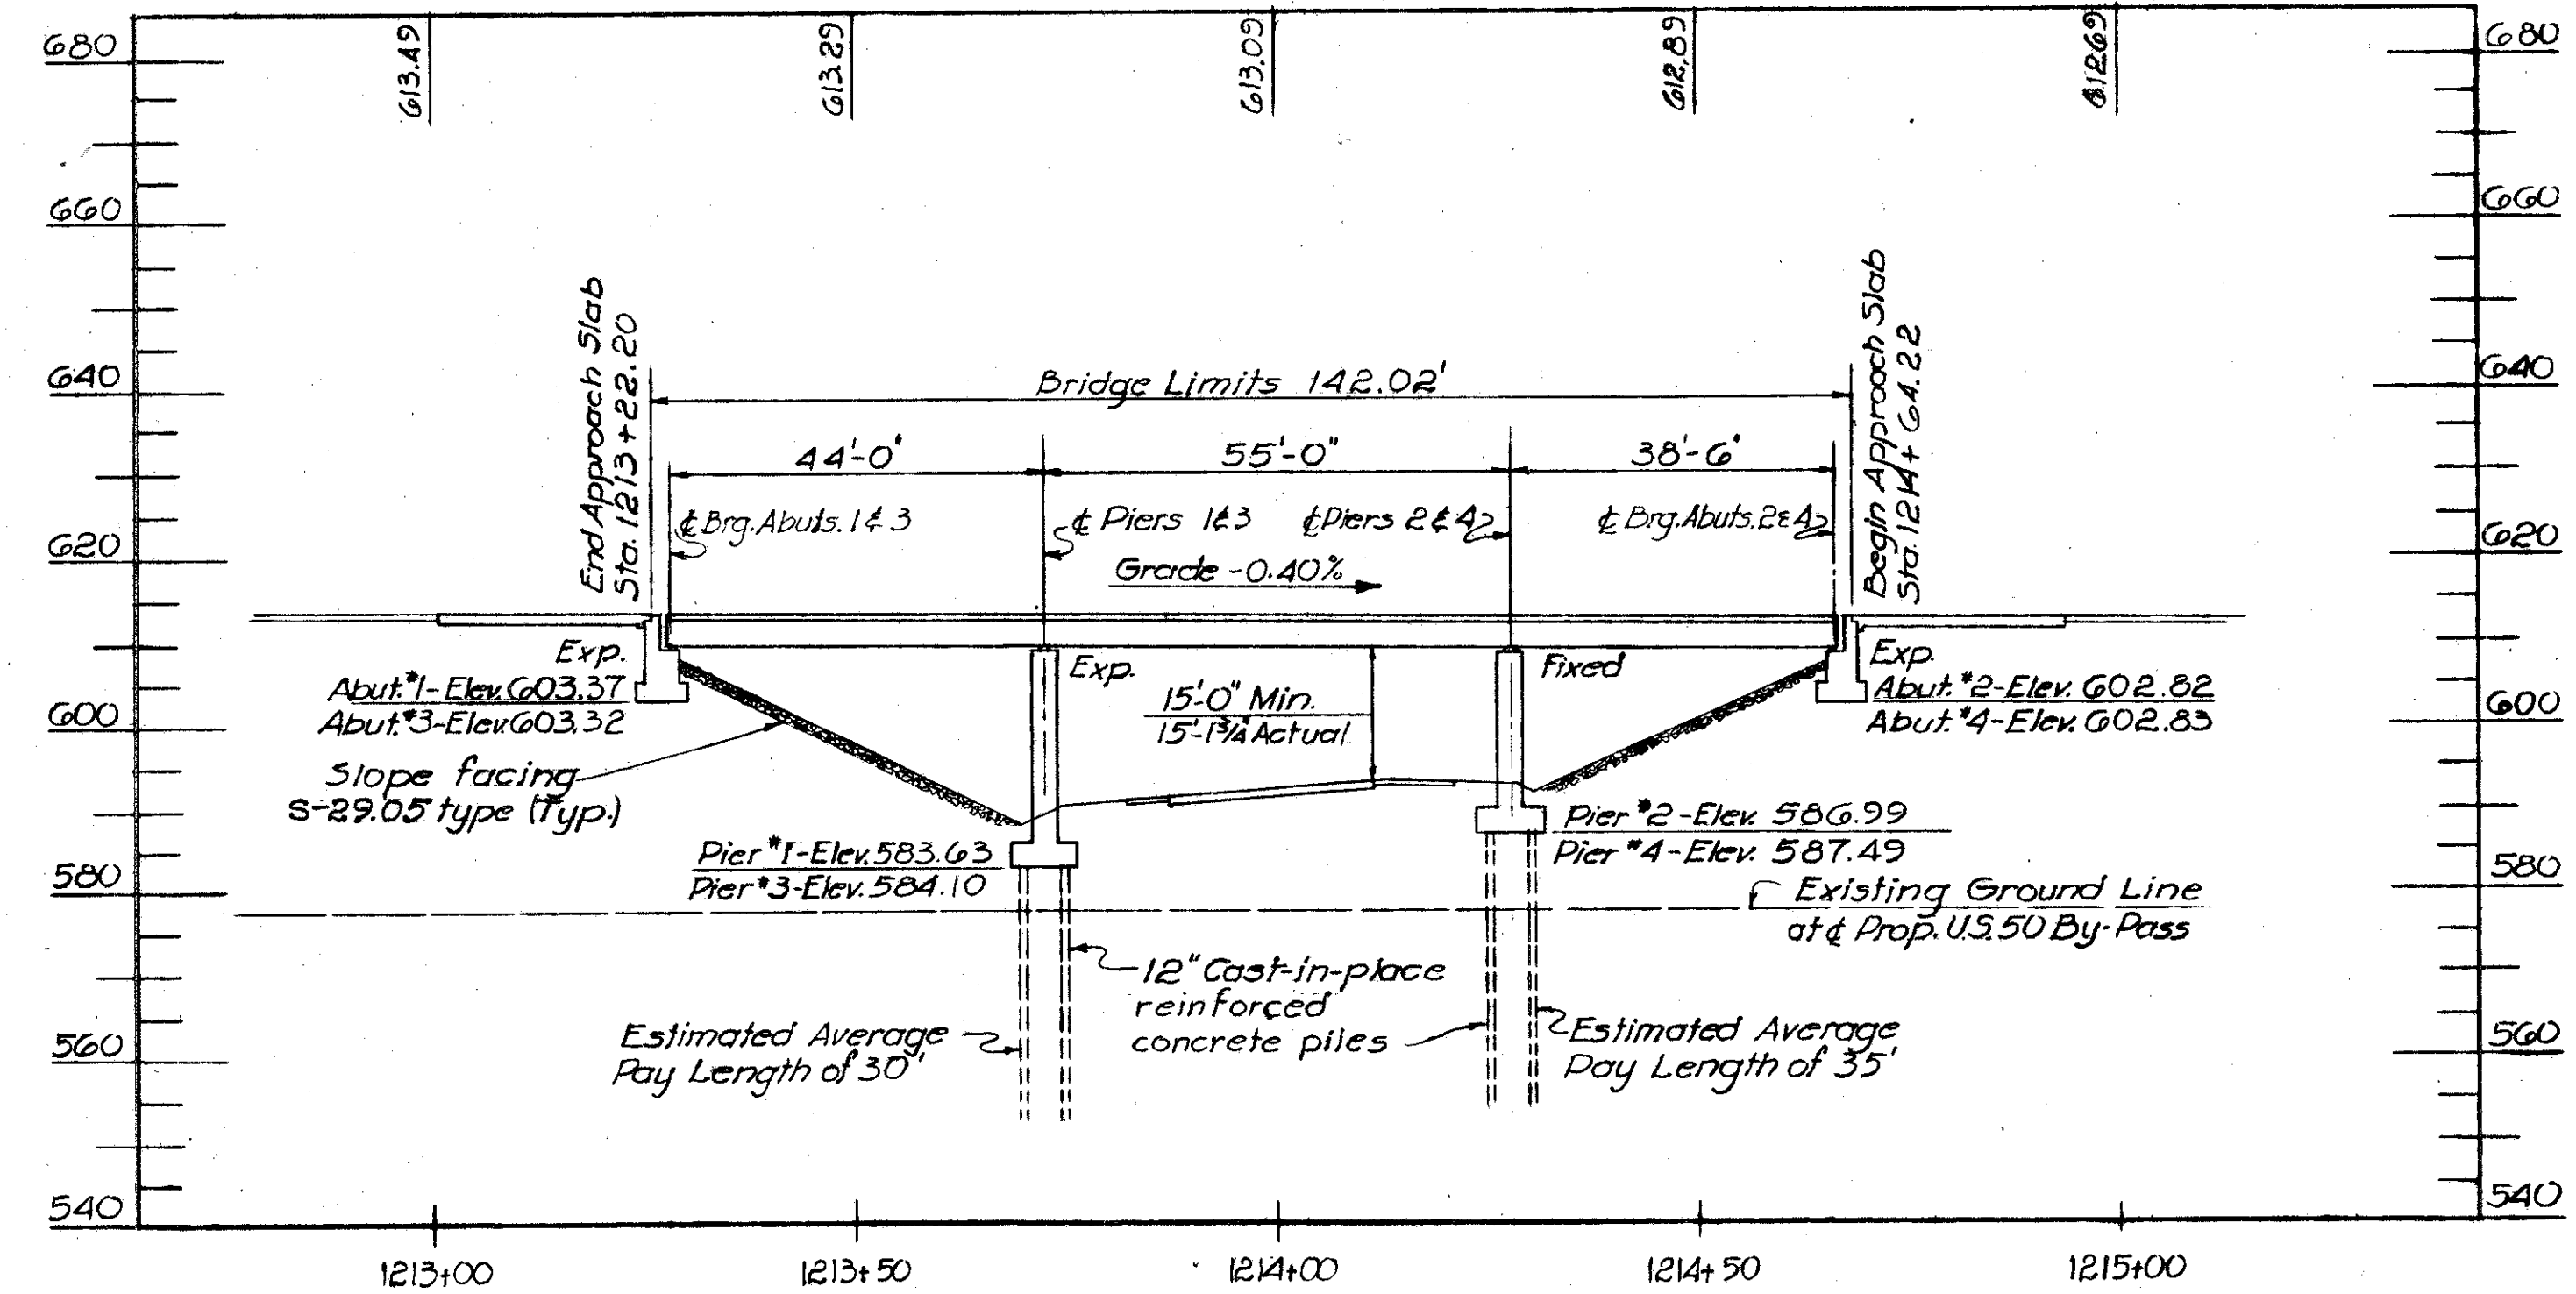 613.49
613.29
613.09
612.89
612.69
680
680
660
660
640
640
620
620
600
600
580
580
560
560
540
540
End Approach Slab
Sta. 1213+22.20
Bridge Limits 142.02'
Begin Approach Slab
Sta. 1214+64.22
44'-0"
55'-0"
38'-6"
℄ Brg. Abuts. 1 & 3
℄ Piers 1 & 3
℄ Piers 2 & 4
℄ Brg. Abuts. 2 & 4
Grade -0.40%
Exp.
Abut. #1-Elev. 603.37
Abut. #3-Elev. 603.32
Slope facing
S-29.05 type (Typ.)
Exp.
15'-0" Min.
15'-1¾" Actual
Fixed
Exp.
Abut. #2-Elev. 602.82
Abut. #4-Elev. 602.83
Pier #1-Elev. 583.63
Pier #3-Elev. 584.10
Pier #2-Elev. 586.99
Pier #4-Elev. 587.49
Existing Ground Line
at ℄ Prop. U.S. 50 By-Pass
12" Cast-in-place
reinforced
concrete piles
Estimated Average
Pay Length of 30'
Estimated Average
Pay Length of 35'
1213+00
1213+50
1214+00
1214+50
1215+00